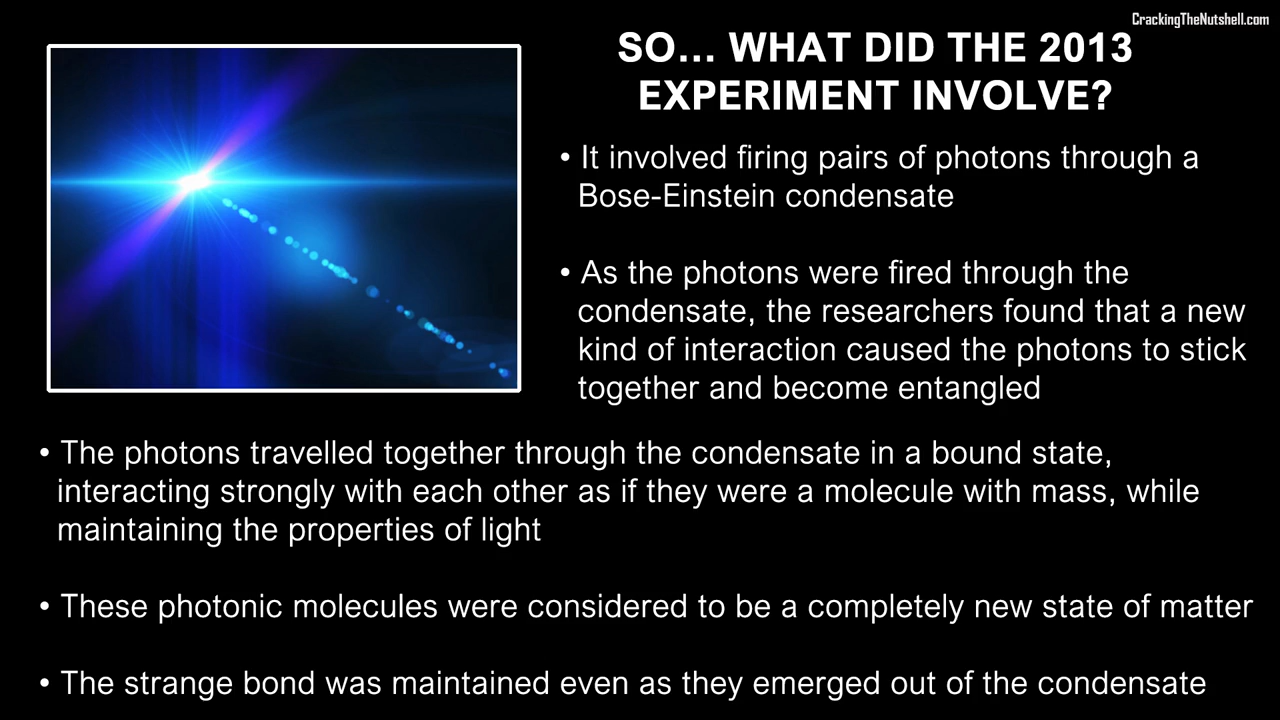 CrackingTheNutshell.com
SO... WHAT DID THE 2013
EXPERIMENT INVOLVE?
• It involved firing pairs of photons through a
Bose-Einstein condensate
• As the photons were fired through the
condensate, the researchers found that a new
kind of interaction caused the photons to stick
together and become entangled
• The photons travelled together through the condensate in a bound state,
interacting strongly with each other as if they were a molecule with mass, while
maintaining the properties of light
• These photonic molecules were considered to be a completely new state of matter
• The strange bond was maintained even as they emerged out of the condensate